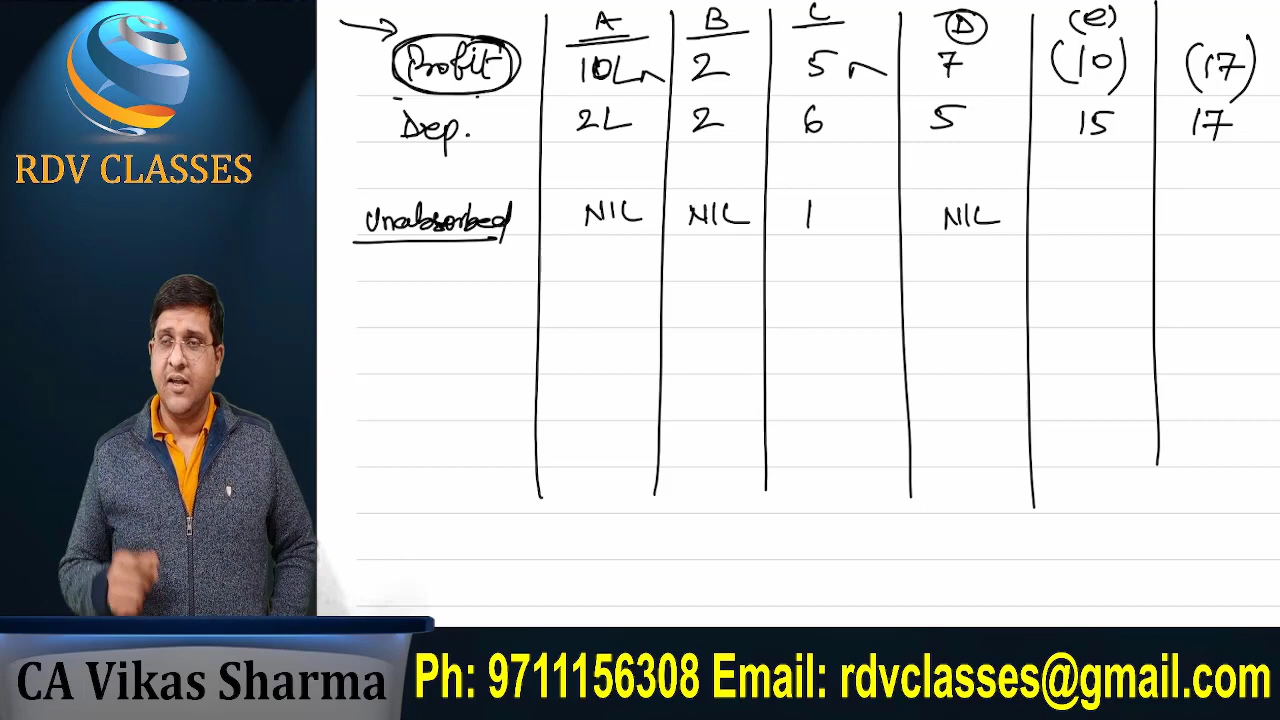 A B C D (e)
Profit 10L 2 5 7 (10) (17)
Dep. 2L 2 6 5 15 17
RDV CLASSES
Unabsorbed NIL NIL 1 NIL
CA Vikas Sharma
Ph: 9711156308 Email: rdvclasses@gmail.com